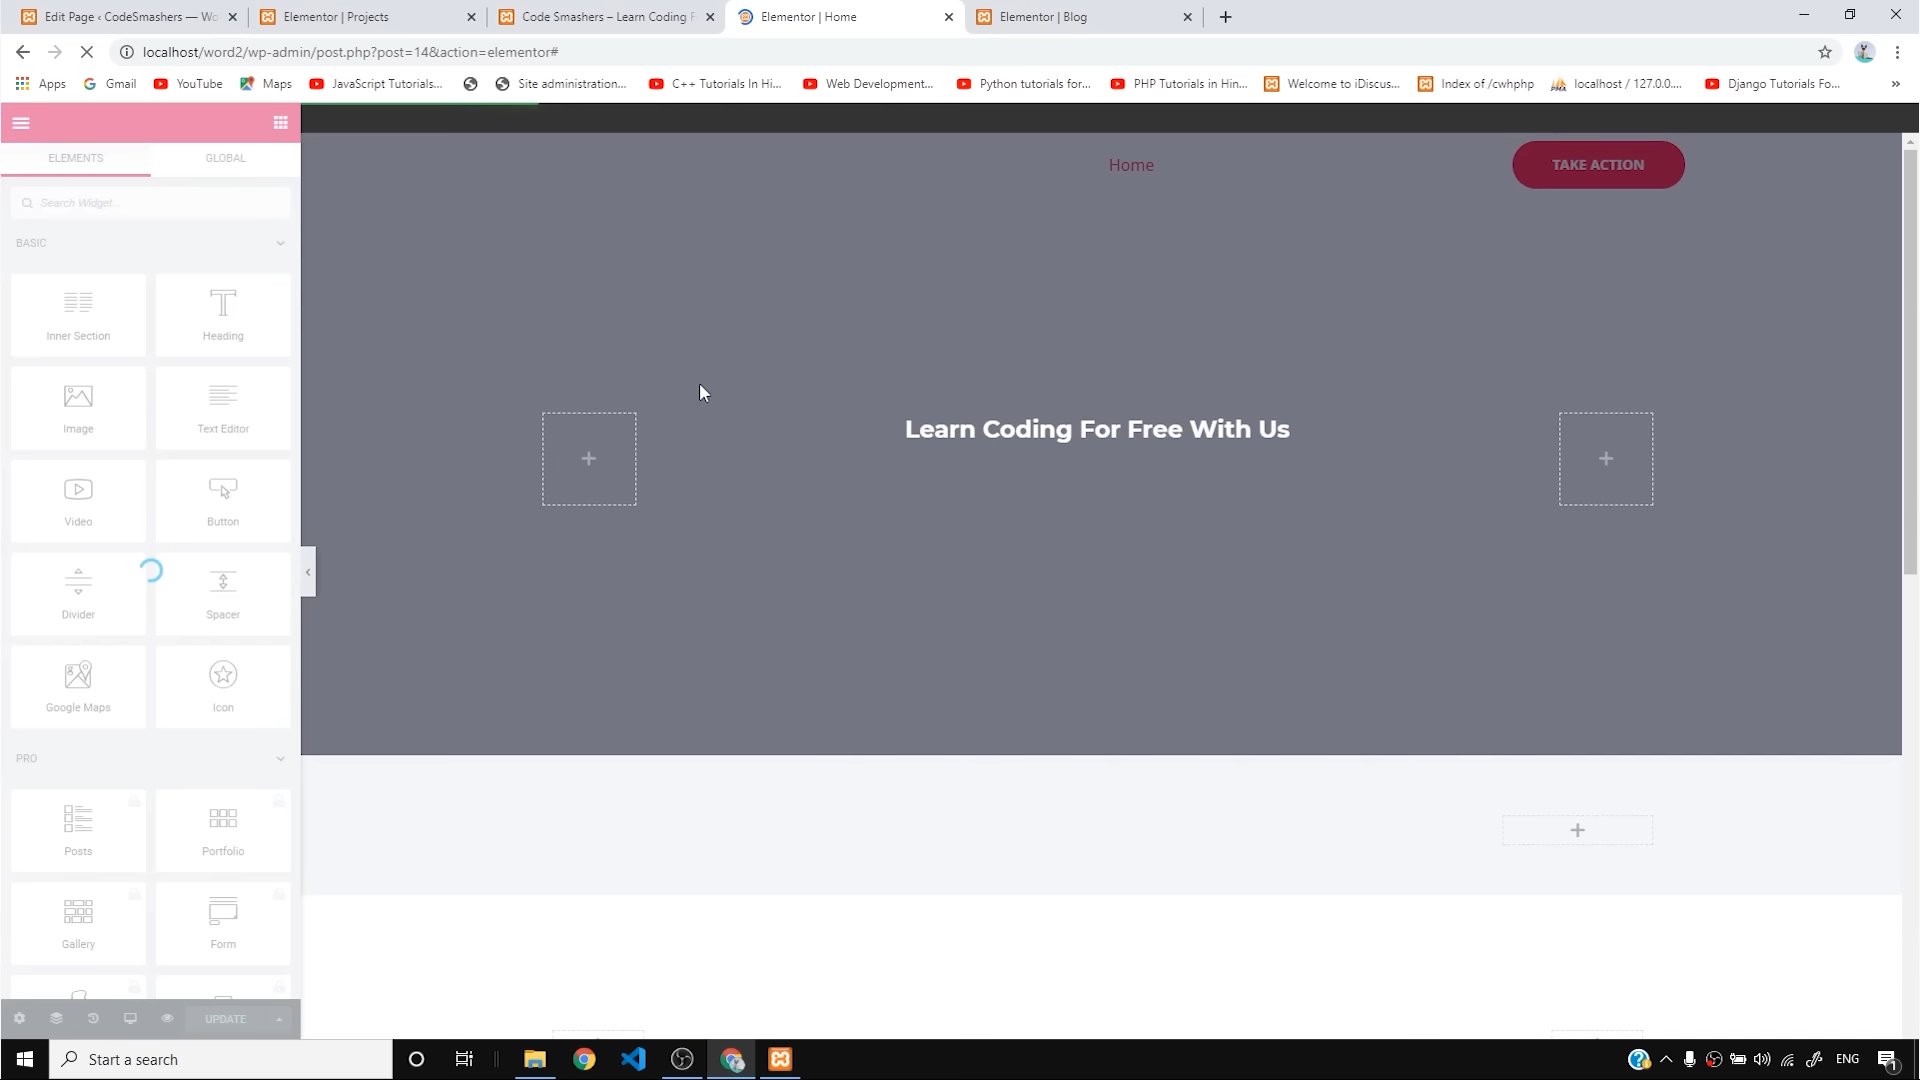 Edit Page ‹ CodeSmashers — Wo
Elementor | Projects
Code Smashers – Learn Coding F
Elementor | Home
Elementor | Blog
localhost/word2/wp-admin/post.php?post=14&action=elementor#
Apps
Gmail
YouTube
Maps
JavaScript Tutorials...
Site administration...
C++ Tutorials In Hi...
Web Development...
Python tutorials for...
PHP Tutorials in Hin...
Welcome to iDiscus...
Index of /cwhphp
localhost / 127.0.0....
Django Tutorials Fo...
»
ELEMENTS
GLOBAL
Home
TAKE ACTION
Search Widget...
BASIC
Inner Section
Heading
Image
Text Editor
Learn Coding For Free With Us
Video
Button
Divider
Spacer
Google Maps
Icon
PRO
Posts
Portfolio
Gallery
Form
UPDATE
Start a search
ENG
1